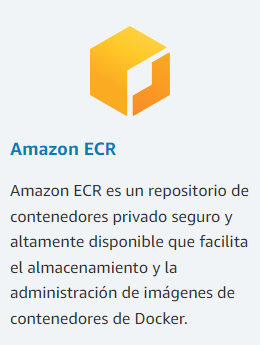 Amazon ECR
Amazon ECR es un repositorio de
contenedores privado seguro y
altamente disponible que facilita
el almacenamiento y la
administración de imágenes de
contenedores de Docker.